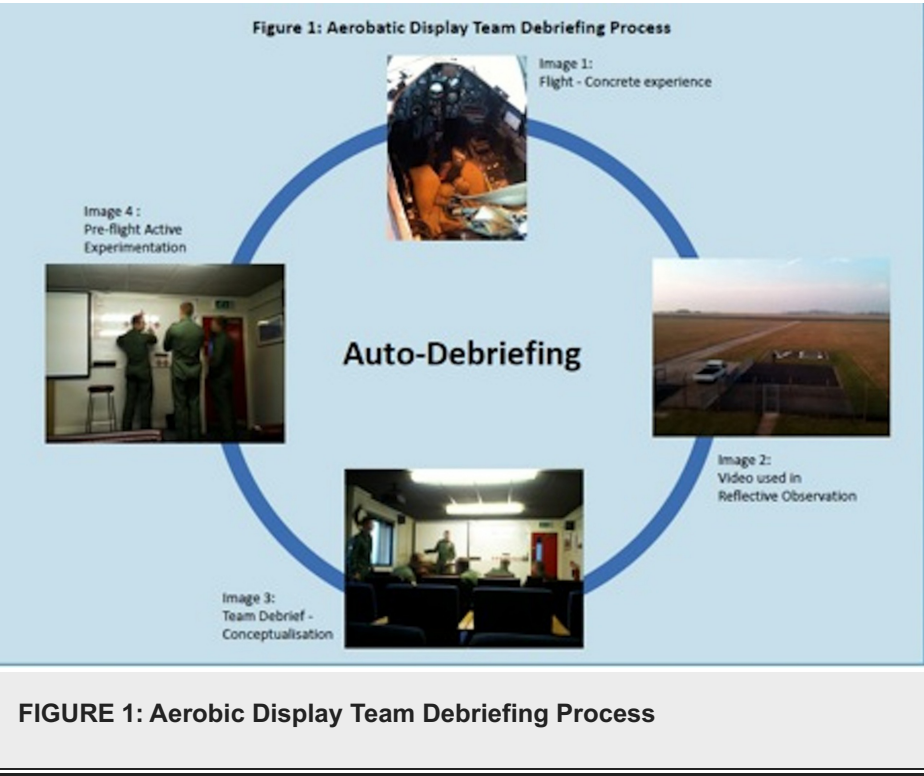 Figure 1: Aerobatic Display Team Debriefing Process
Image 1:
Flight - Concrete experience
Image 4 :
Pre-flight Active
Experimentation
Auto-Debriefing
Image 2:
Video used in
Reflective Observation
Image 3:
Team Debrief -
Conceptualisation
FIGURE 1: Aerobic Display Team Debriefing Process